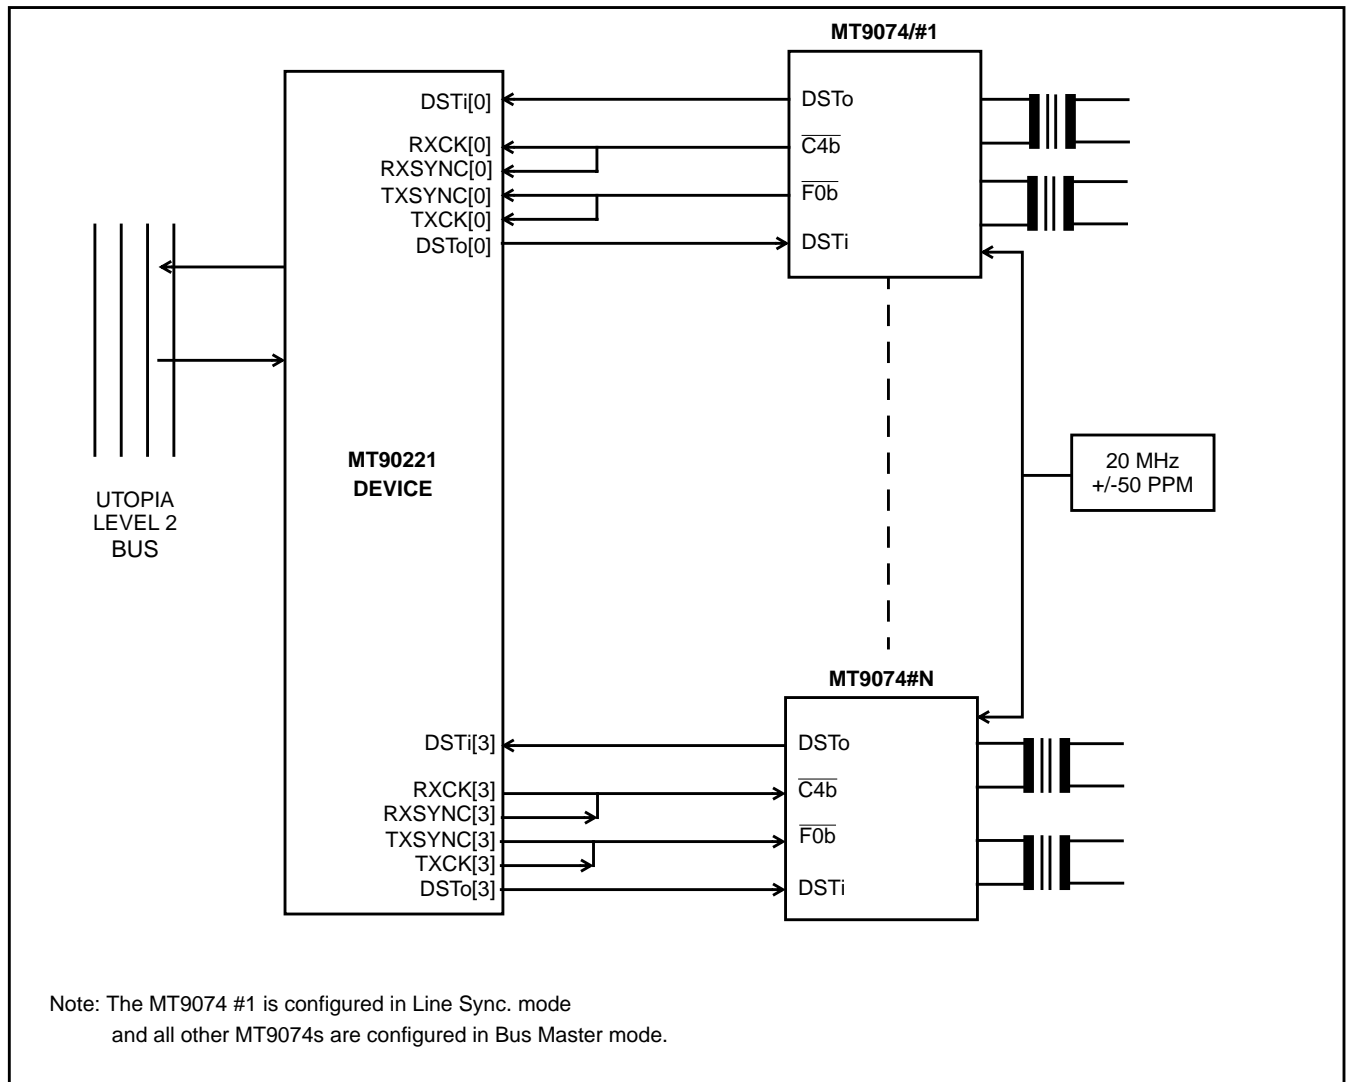 MT9074/#1
DSTi[0]
RXCK[0]
RXSYNC[0]
TXSYNC[0]
TXCK[0]
DSTo[0]
DSTo
C4b
F0b
DSTi
MT90221
DEVICE
UTOPIA
LEVEL 2
BUS
20 MHz
+/-50 PPM
MT9074#N
DSTi[3]
RXCK[3]
RXSYNC[3]
TXSYNC[3]
TXCK[3]
DSTo[3]
DSTo
C4b
F0b
DSTi
Note: The MT9074 #1 is configured in Line Sync. mode
and all other MT9074s are configured in Bus Master mode.